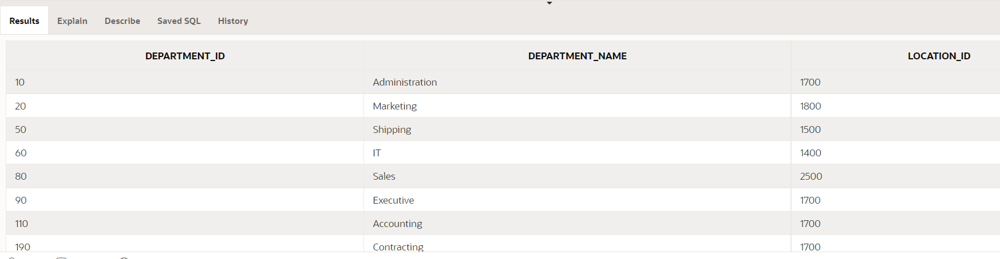 Results Explain Describe Saved SQL History
DEPARTMENT_ID DEPARTMENT_NAME LOCATION_ID
10 Administration 1700
20 Marketing 1800
50 Shipping 1500
60 IT 1400
80 Sales 2500
90 Executive 1700
110 Accounting 1700
190 Contracting 1700